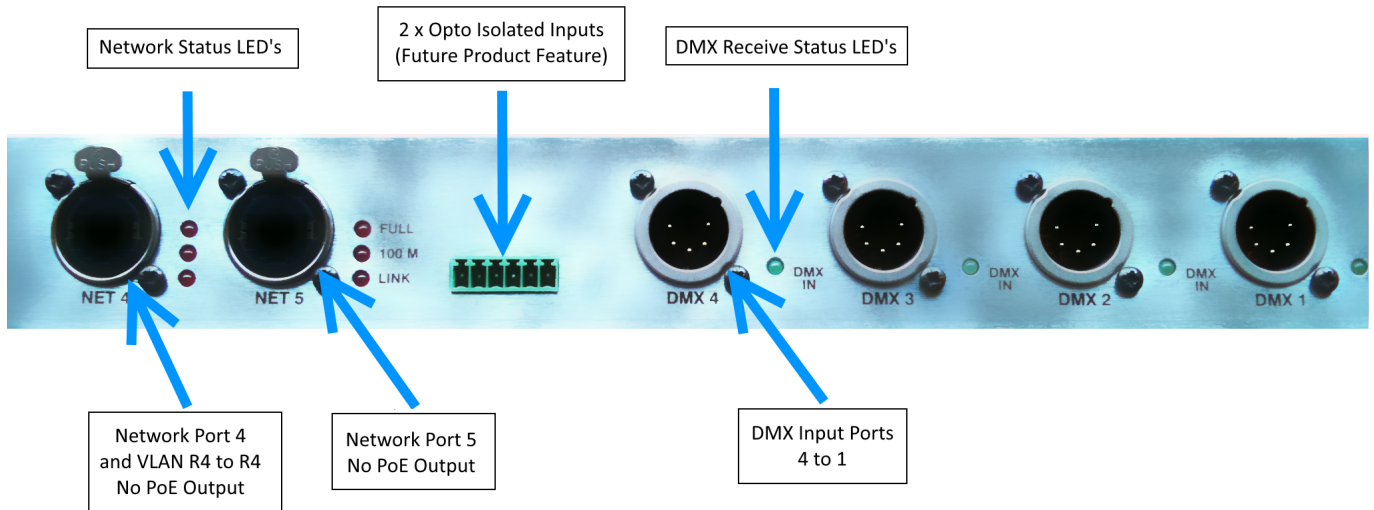 Network Status LED's
2 x Opto Isolated Inputs
(Future Product Feature)
DMX Receive Status LED's
PUSH
PUSH
FULL
100 M
LINK
NET 4
NET 5
DMX 4
DMX
IN
DMX 3
DMX
IN
DMX 2
DMX
IN
DMX 1
Network Port 4
and VLAN R4 to R4
No PoE Output
Network Port 5
No PoE Output
DMX Input Ports
4 to 1